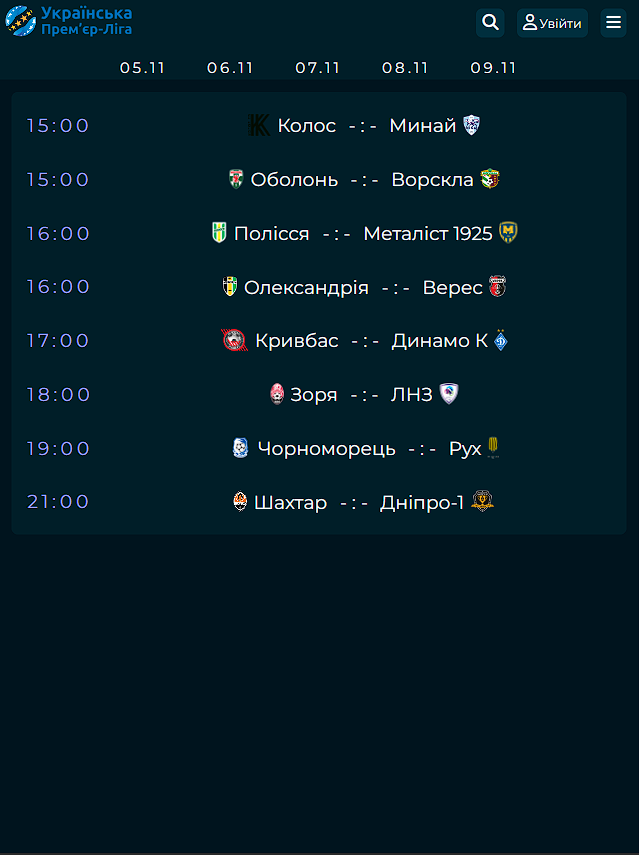 Українська
Прем'єр-Ліга
Увійти
05.11 06.11 07.11 08.11 09.11
15:00 Колос -:- Минай
15:00 Оболонь -:- Ворскла
16:00 Полісся -:- Металіст 1925
16:00 Олександрія -:- Верес
17:00 Кривбас -:- Динамо К
18:00 Зоря -:- ЛНЗ
19:00 Чорноморець -:- Рух
21:00 Шахтар -:- Дніпро-1